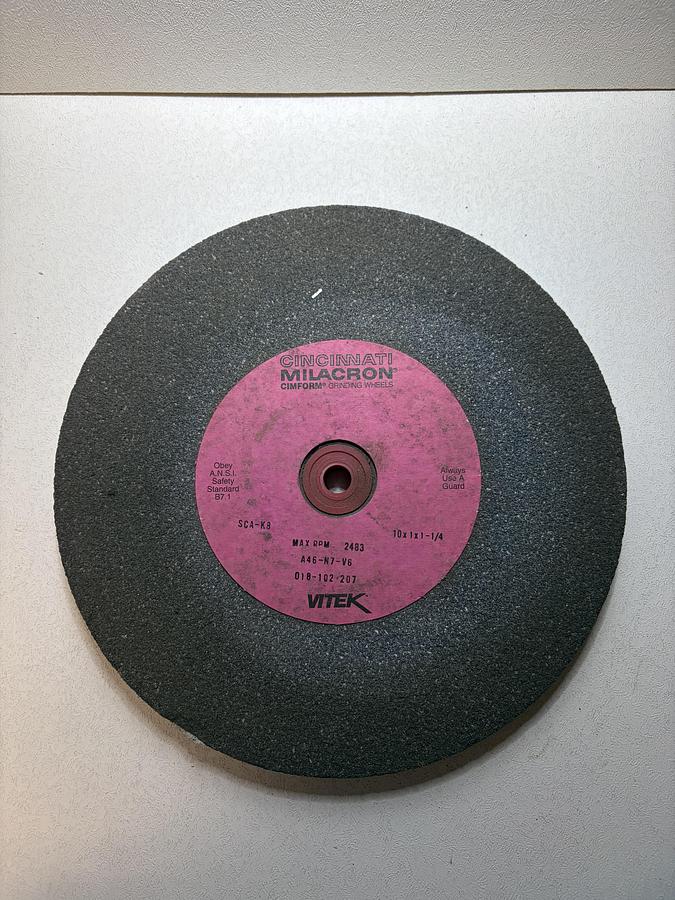 CINCINNATI
MILACRON®
CIMFORM® GRINDING WHEELS
Obey
A.N.S.I.
Safety
Standard
B7.1
Always
Use A
Guard
SCA-K8
10x1x1-1/4
MAX RPM 2483
A46-N7-V6
018-102 207
VITEK